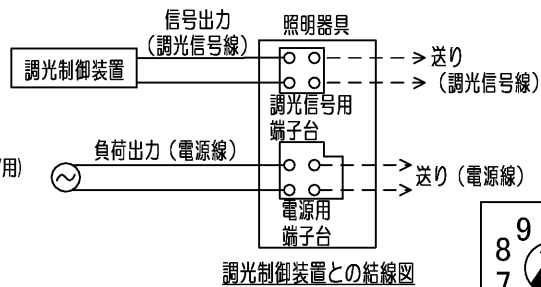 信号出力
(調光信号線)
照明器具
調光制御装置
送り
(調光信号線)
調光信号用
端子台
負荷出力(電源線)
用)
送り(電源線)
電源用
端子台
調光制御装置との結線図
9
8
7